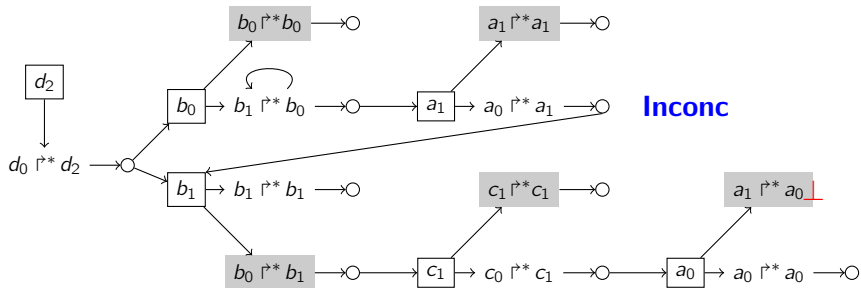 b₀ ↱* b₀
a₁ ↱* a₁
d₂
b₀
b₁ ↱* b₀
a₁
a₀ ↱* a₁
Inconc
d₀ ↱* d₂
b₁
b₁ ↱* b₁
c₁ ↱* c₁
a₁ ↱* a₀ ⊥
b₀ ↱* b₁
c₁
c₀ ↱* c₁
a₀
a₀ ↱* a₀